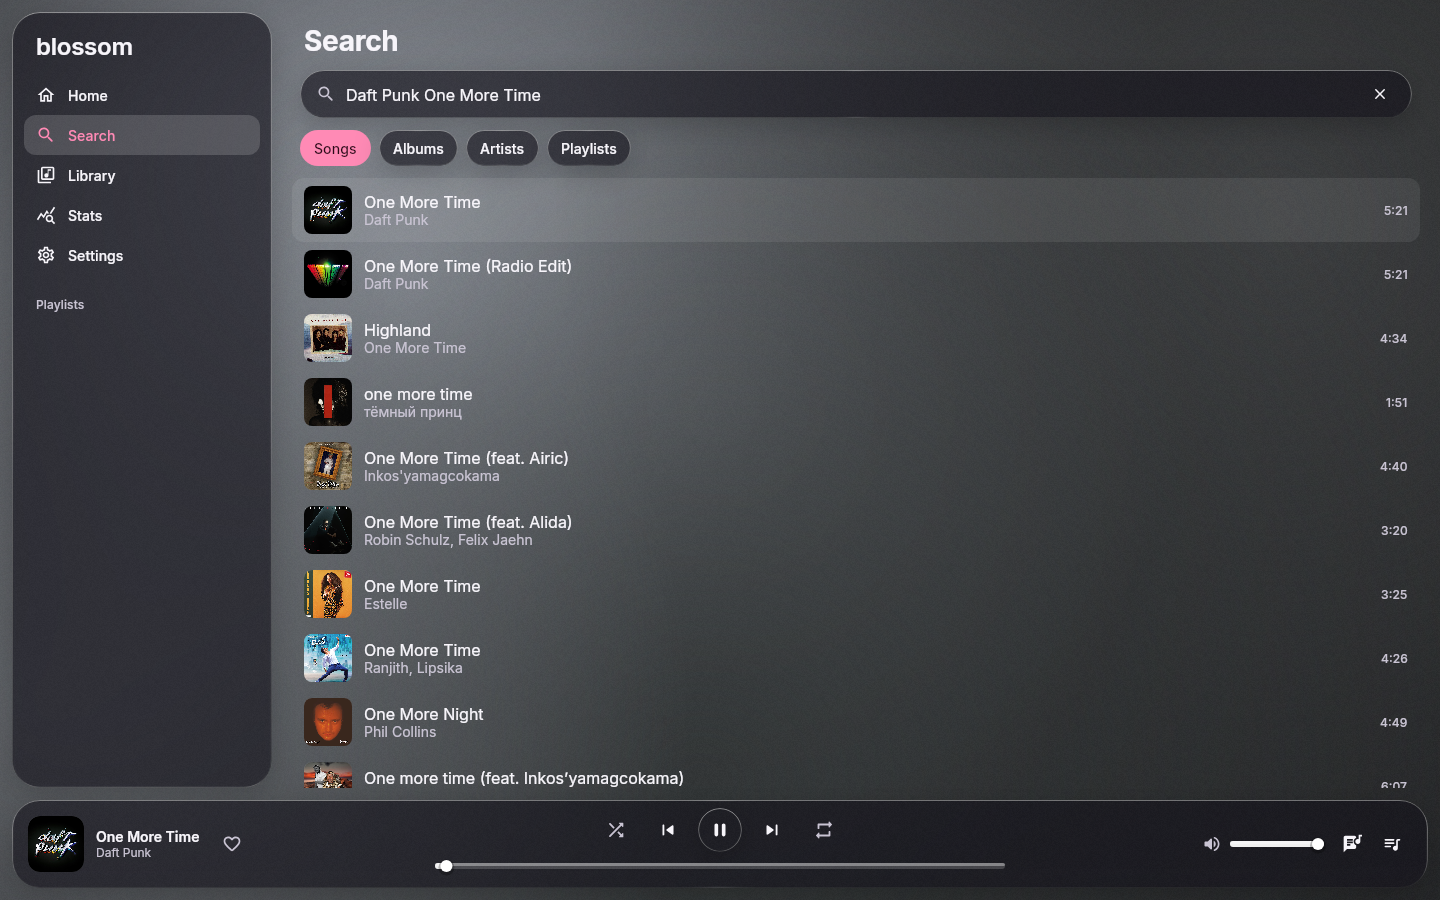 blossom
Home
Search
Library
Stats
Settings
Playlists
Search
Daft Punk One More Time
Songs
Albums
Artists
Playlists
One More Time
Daft Punk
5:21
One More Time (Radio Edit)
Daft Punk
5:21
Highland
One More Time
4:34
one more time
тёмный принц
1:51
One More Time (feat. Airic)
Inkos'yamagcokama
4:40
One More Time (feat. Alida)
Robin Schulz, Felix Jaehn
3:20
One More Time
Estelle
3:25
One More Time
Ranjith, Lipsika
4:26
One More Night
Phil Collins
4:49
One more time (feat. Inkos’yamagcokama)
6:07
daft punk
One More Time
Daft Punk